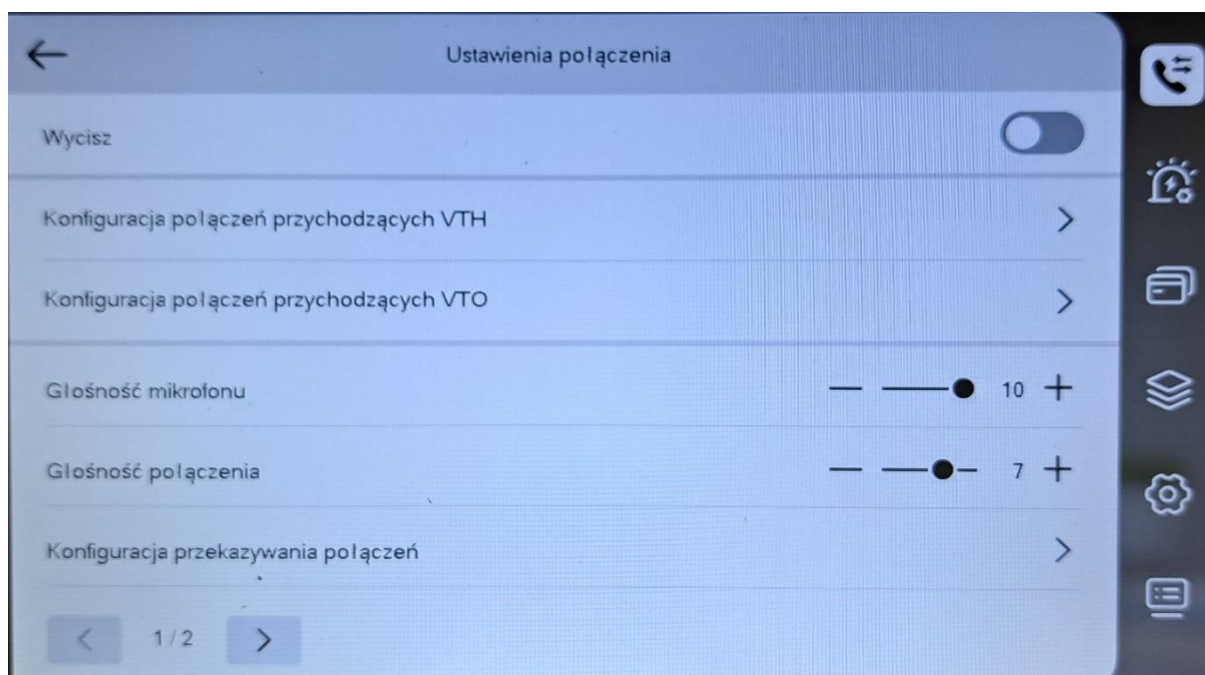 Ustawienia połączenia
Wycisz
Konfiguracja połączeń przychodzących VTH
Konfiguracja połączeń przychodzących VTO
Głośność mikrofonu 10
Głośność połączenia 7
Konfiguracja przekazywania połączeń
1/2